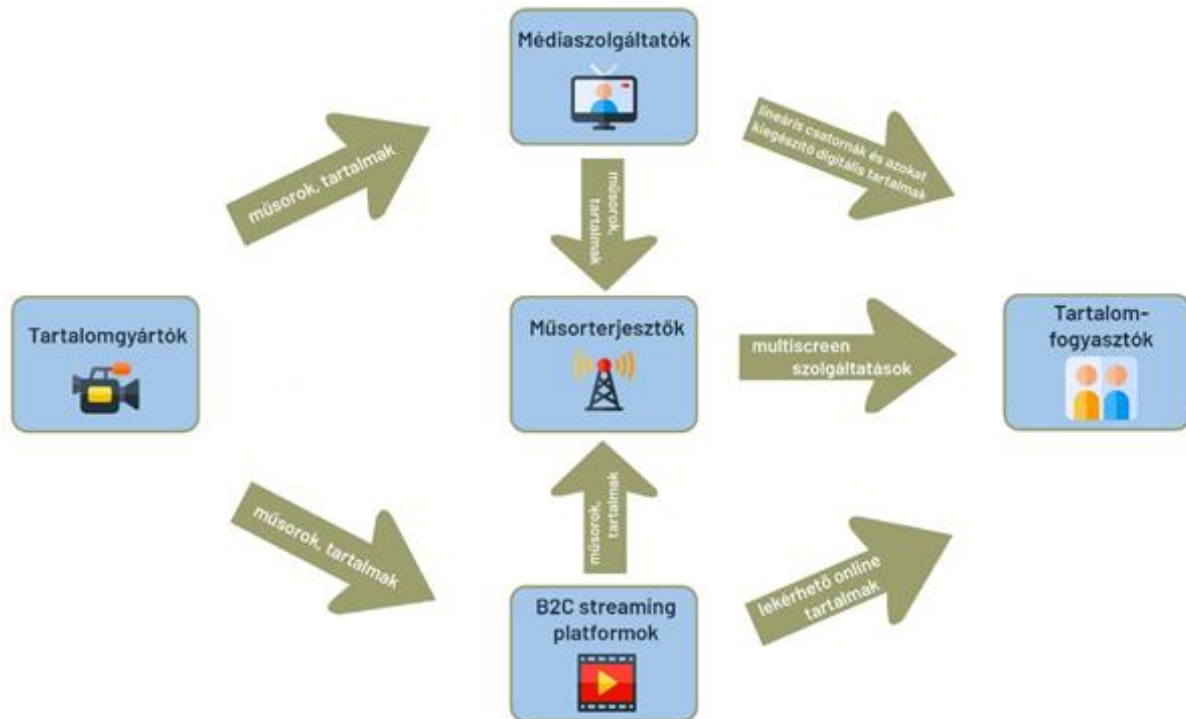 Médiaszolgáltatók
műsorok, tartalmak
lineáris csatornák és azokat
kiegészítő digitális tartalmak
műsorok,
tartalmak
Tartalomgyártók
Műsorterjesztők
multiscreen
szolgáltatások
Tartalom-
fogyasztók
műsorok, tartalmak
műsorok,
tartalmak
B2C streaming
platformok
lekérhető online
tartalmak